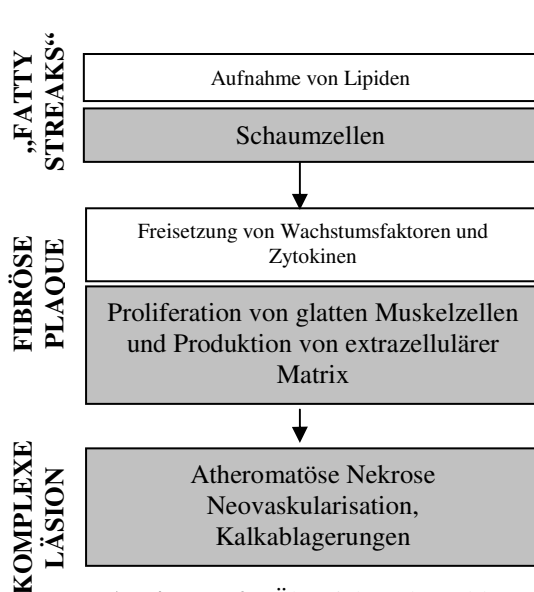 „FATTY
STREAKS“
Aufnahme von Lipiden
Schaumzellen
FIBRÖSE
PLAQUE
Freisetzung von Wachstumsfaktoren und
Zytokinen
Proliferation von glatten Muskelzellen
und Produktion von extrazellulärer
Matrix
KOMPLEXE
LÄSION
Atheromatöse Nekrose
Neovaskularisation,
Kalkablagerungen